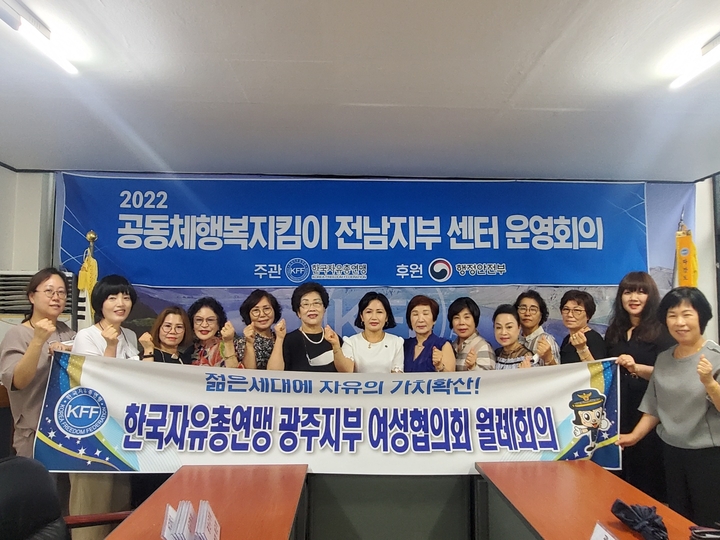 2022
공동체행복지킴이 전남지부 센터 운영회의
주관 KFF 한국자유총연맹 후원 행정안전부
젊은세대에 자유의 가치확산!
KFF
한국자유총연맹 광주지부 여성협의회 월례회의